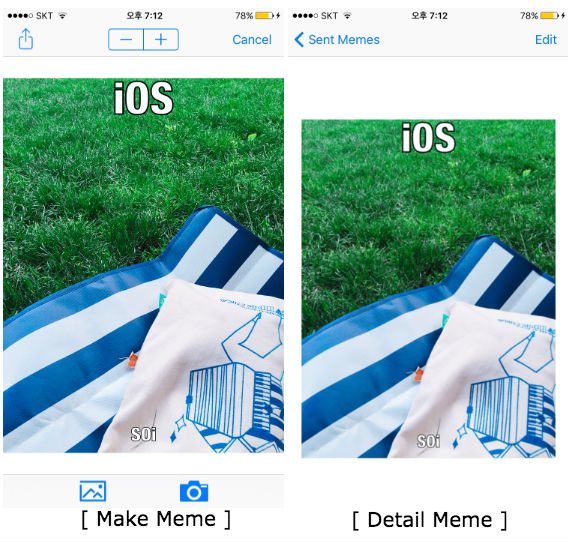 SKT 오후 7:12 78%
Cancel
iOS
SOi
[ Make Meme ]
SKT 오후 7:12 78%
Sent Memes Edit
iOS
SOi
[ Detail Meme ]